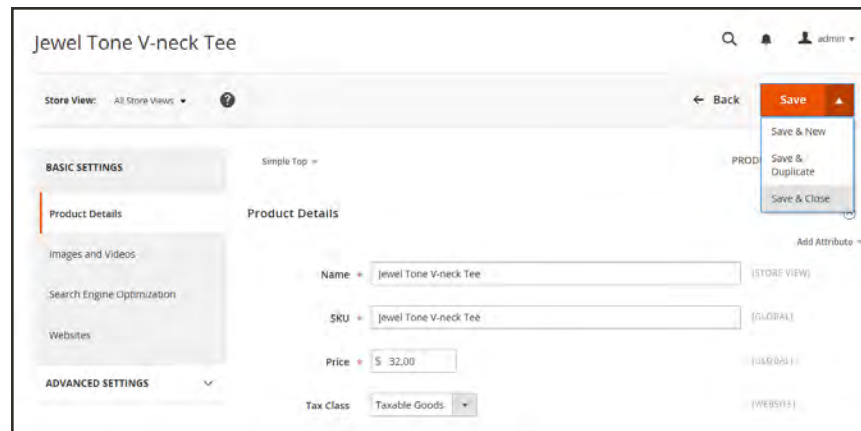 Jewel Tone V-neck Tee
admin
Store View: All Store Views
?
Back
Save
Save & New
Save &
Duplicate
Save & Close
BASIC SETTINGS
Product Details
Images and Videos
Search Engine Optimization
Websites
ADVANCED SETTINGS
Simple Top
PROD
Product Details
Add Attribute
Name * Jewel Tone V-neck Tee [STORE VIEW]
SKU * Jewel Tone V-neck Tee [GLOBAL]
Price * $ 32.00 [GLOBAL]
Tax Class Taxable Goods [WEBSITE]